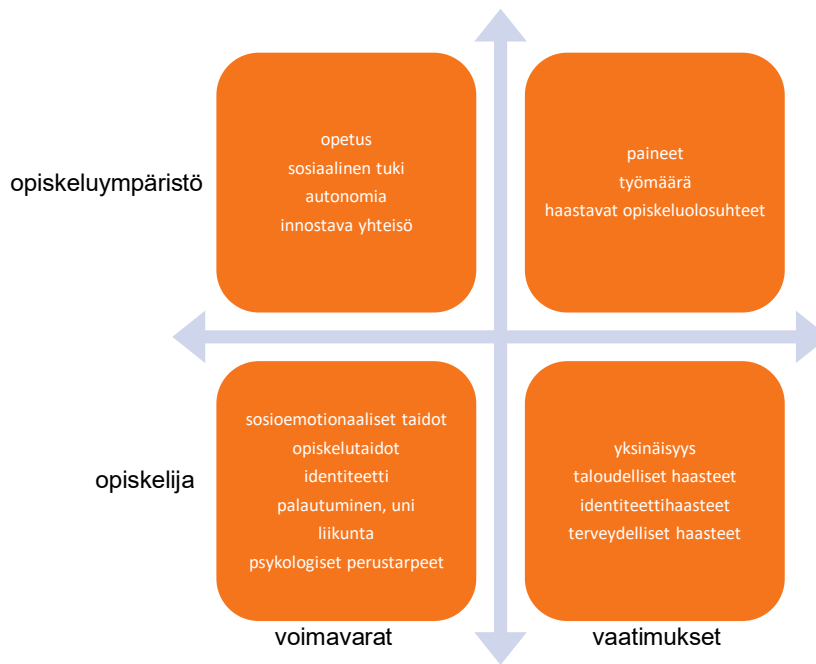 opiskeluympäristö
opetus
sosiaalinen tuki
autonomia
innostava yhteisö
paineet
työmäärä
haastavat opiskeluolosuhteet
opiskelija
sosioemotionaaliset taidot
opiskelutaidot
identiteetti
palautuminen, uni
liikunta
psykologiset perustarpeet
yksinäisyys
taloudelliset haasteet
identiteettihaasteet
terveydelliset haasteet
voimavarat
vaatimukset